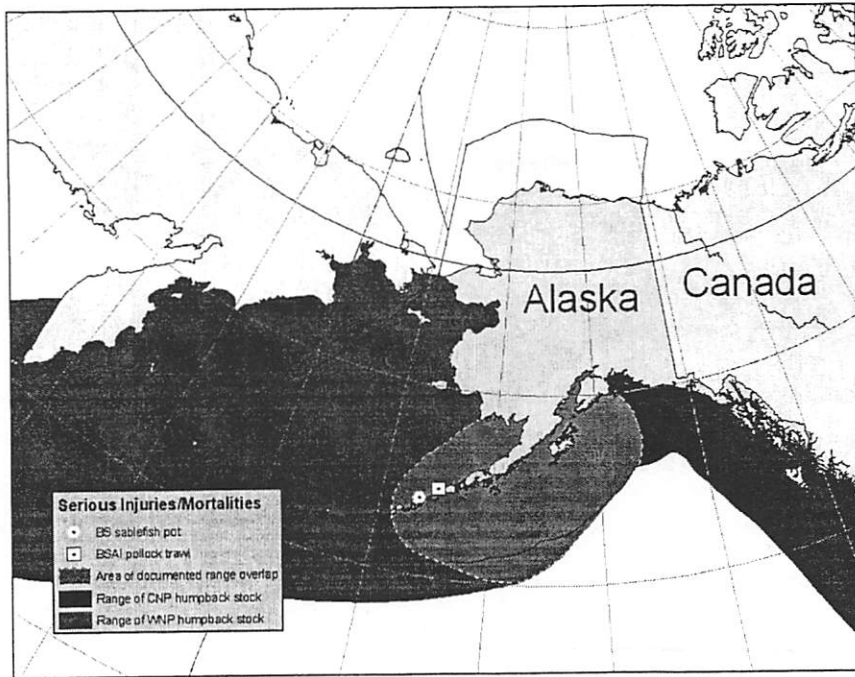 Alaska
Canada
Serious Injuries/Mortalities
BS sablefish pot
BSAI pollock trawl
Area of documented range overlap
Range of CNP humpback stock
Range of WNP humpback stock